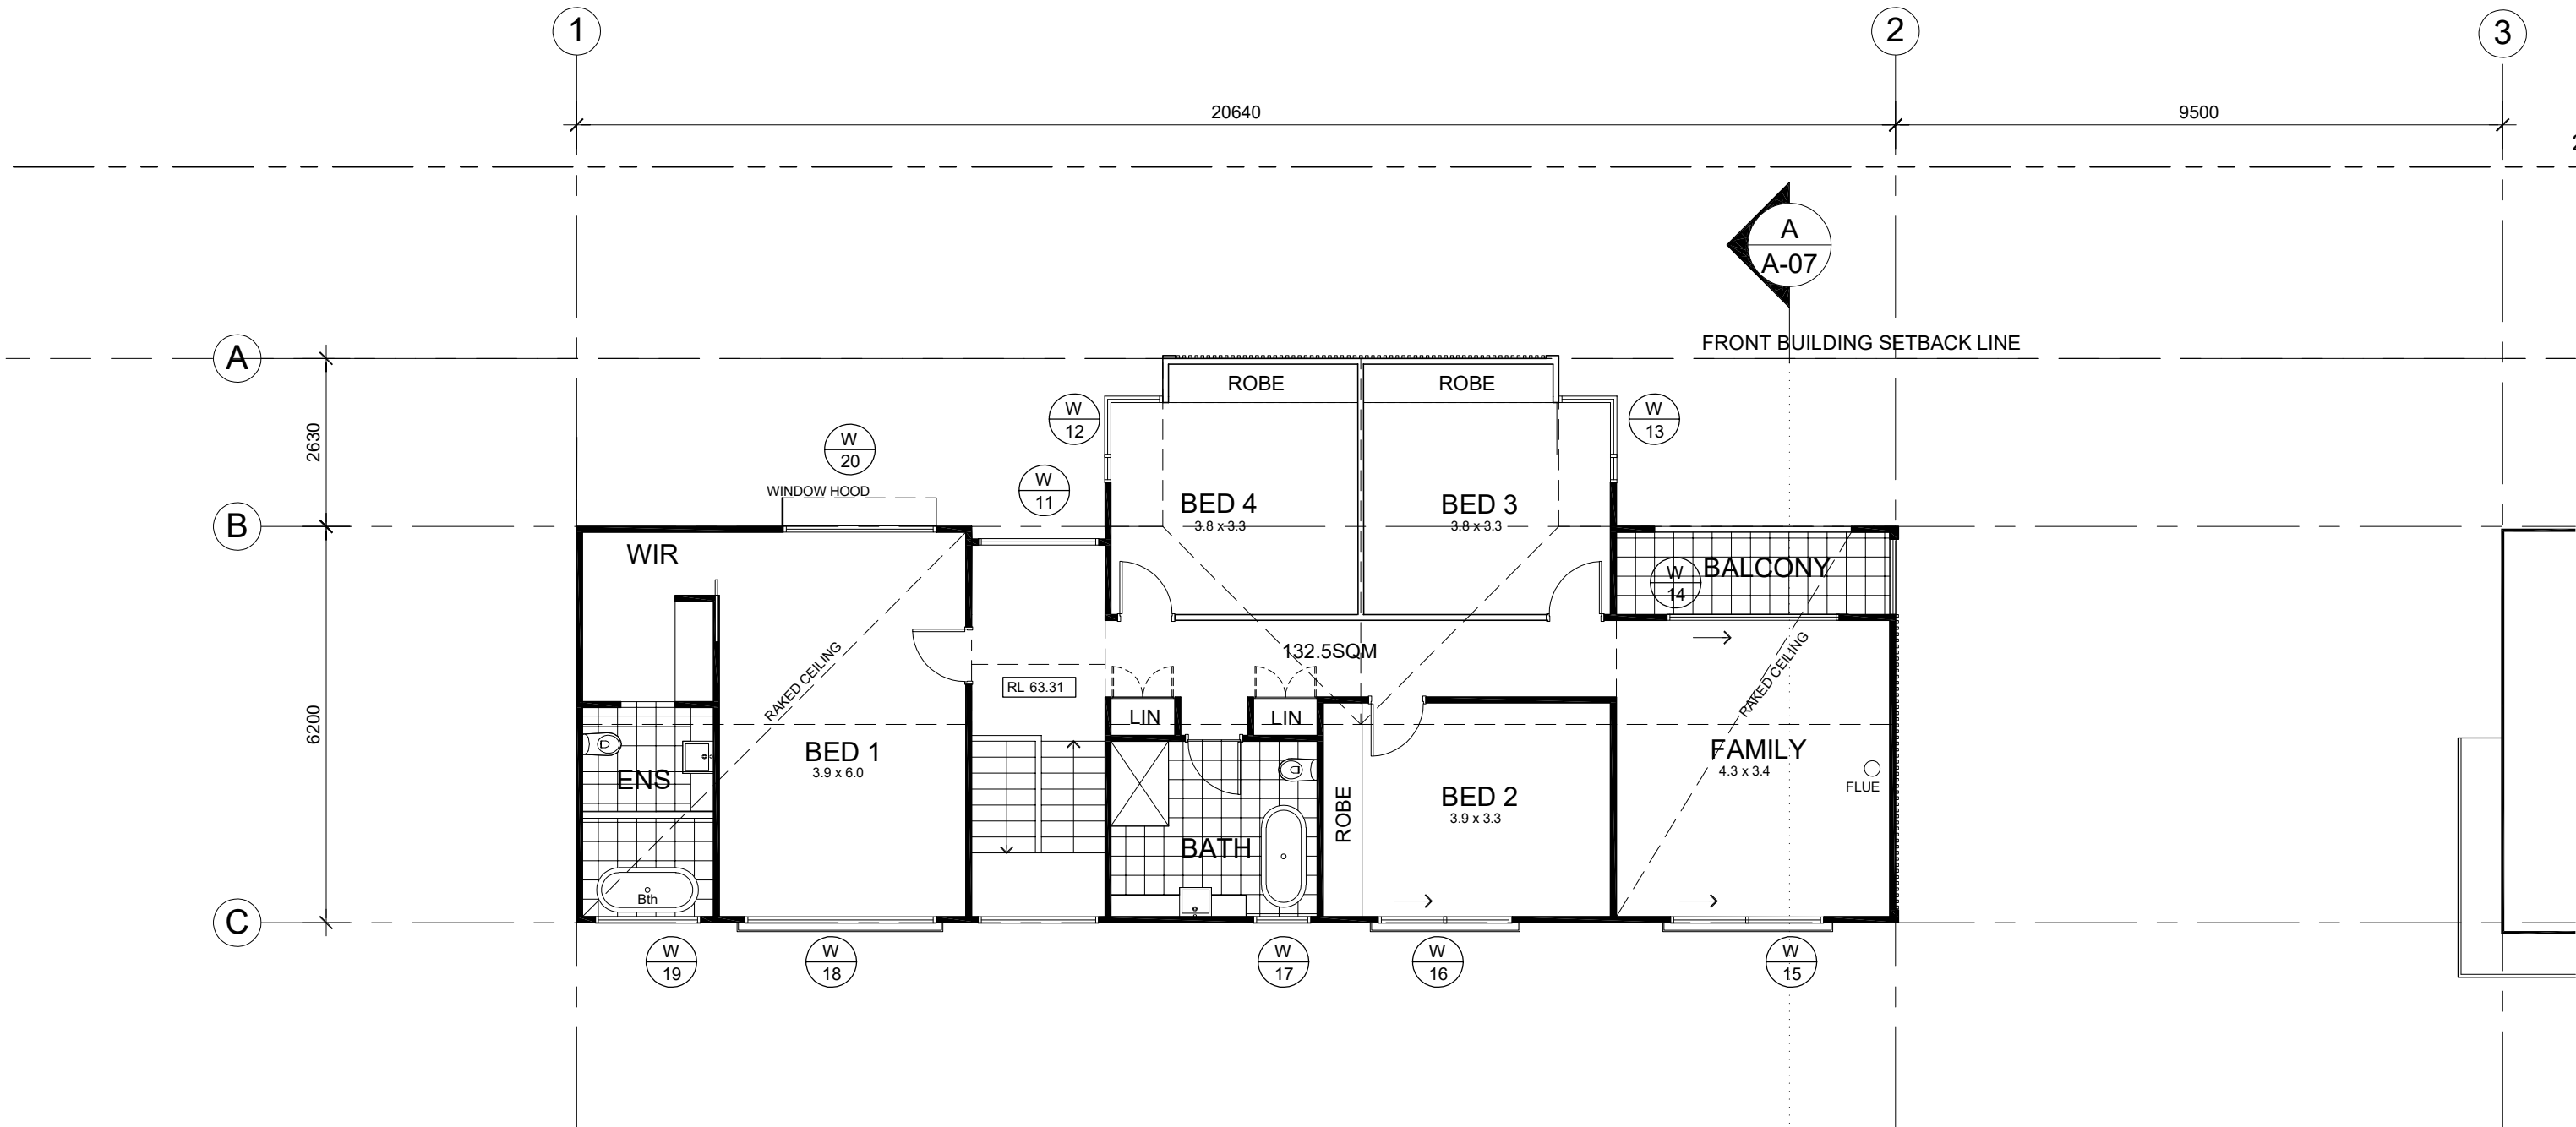 1
2
3
20640
9500
A
A-07
FRONT BUILDING SETBACK LINE
A
ROBE
ROBE
W
12
W
13
2630
W
20
WINDOW HOOD
W
11
BED 4
3.8 x 3.3
BED 3
3.8 x 3.3
B
WIR
BALCONY
W
14
132.5SQM
RAKED CEILING
RAKED CEILING
RL 63.31
LIN
LIN
6200
BED 1
3.9 x 6.0
FAMILY
4.3 x 3.4
FLUE
ENS
BED 2
3.9 x 3.3
ROBE
BATH
Bth
C
W
19
W
18
W
17
W
16
W
15